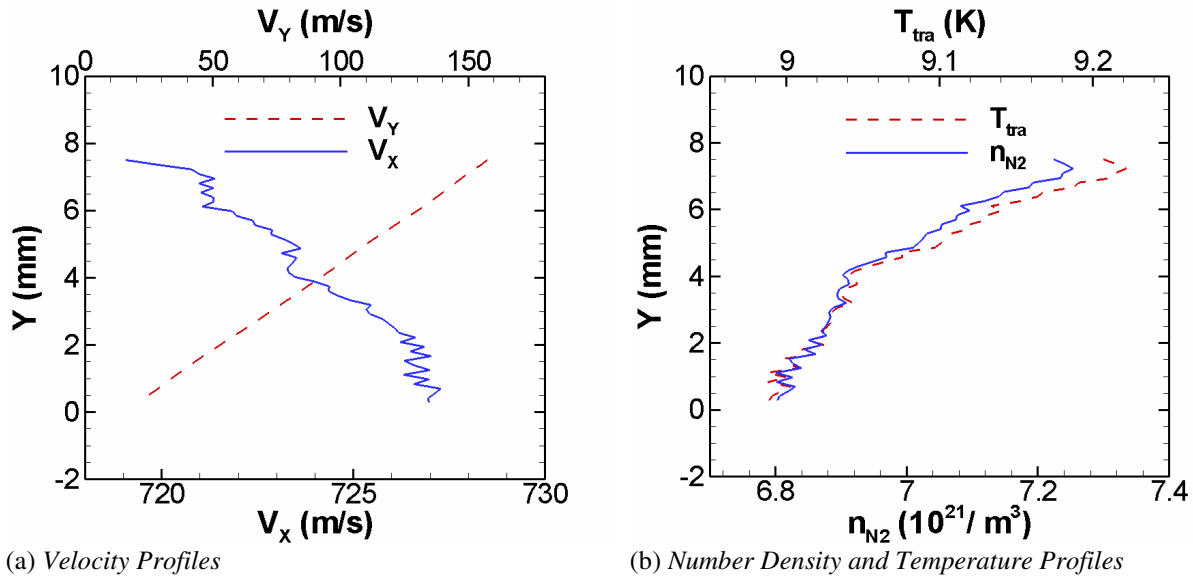 V_Y (m/s)
0 50 100 150
10
8
6
4
2
0
-2
Y (mm)
V_Y
V_X
720 725 730
V_X (m/s)
(a) Velocity Profiles
T_tra (K)
9 9.1 9.2
10
8
6
4
2
0
-2
Y (mm)
T_tra
n_N2
6.8 7 7.2 7.4
n_N2 (10^21/ m^3)
(b) Number Density and Temperature Profiles